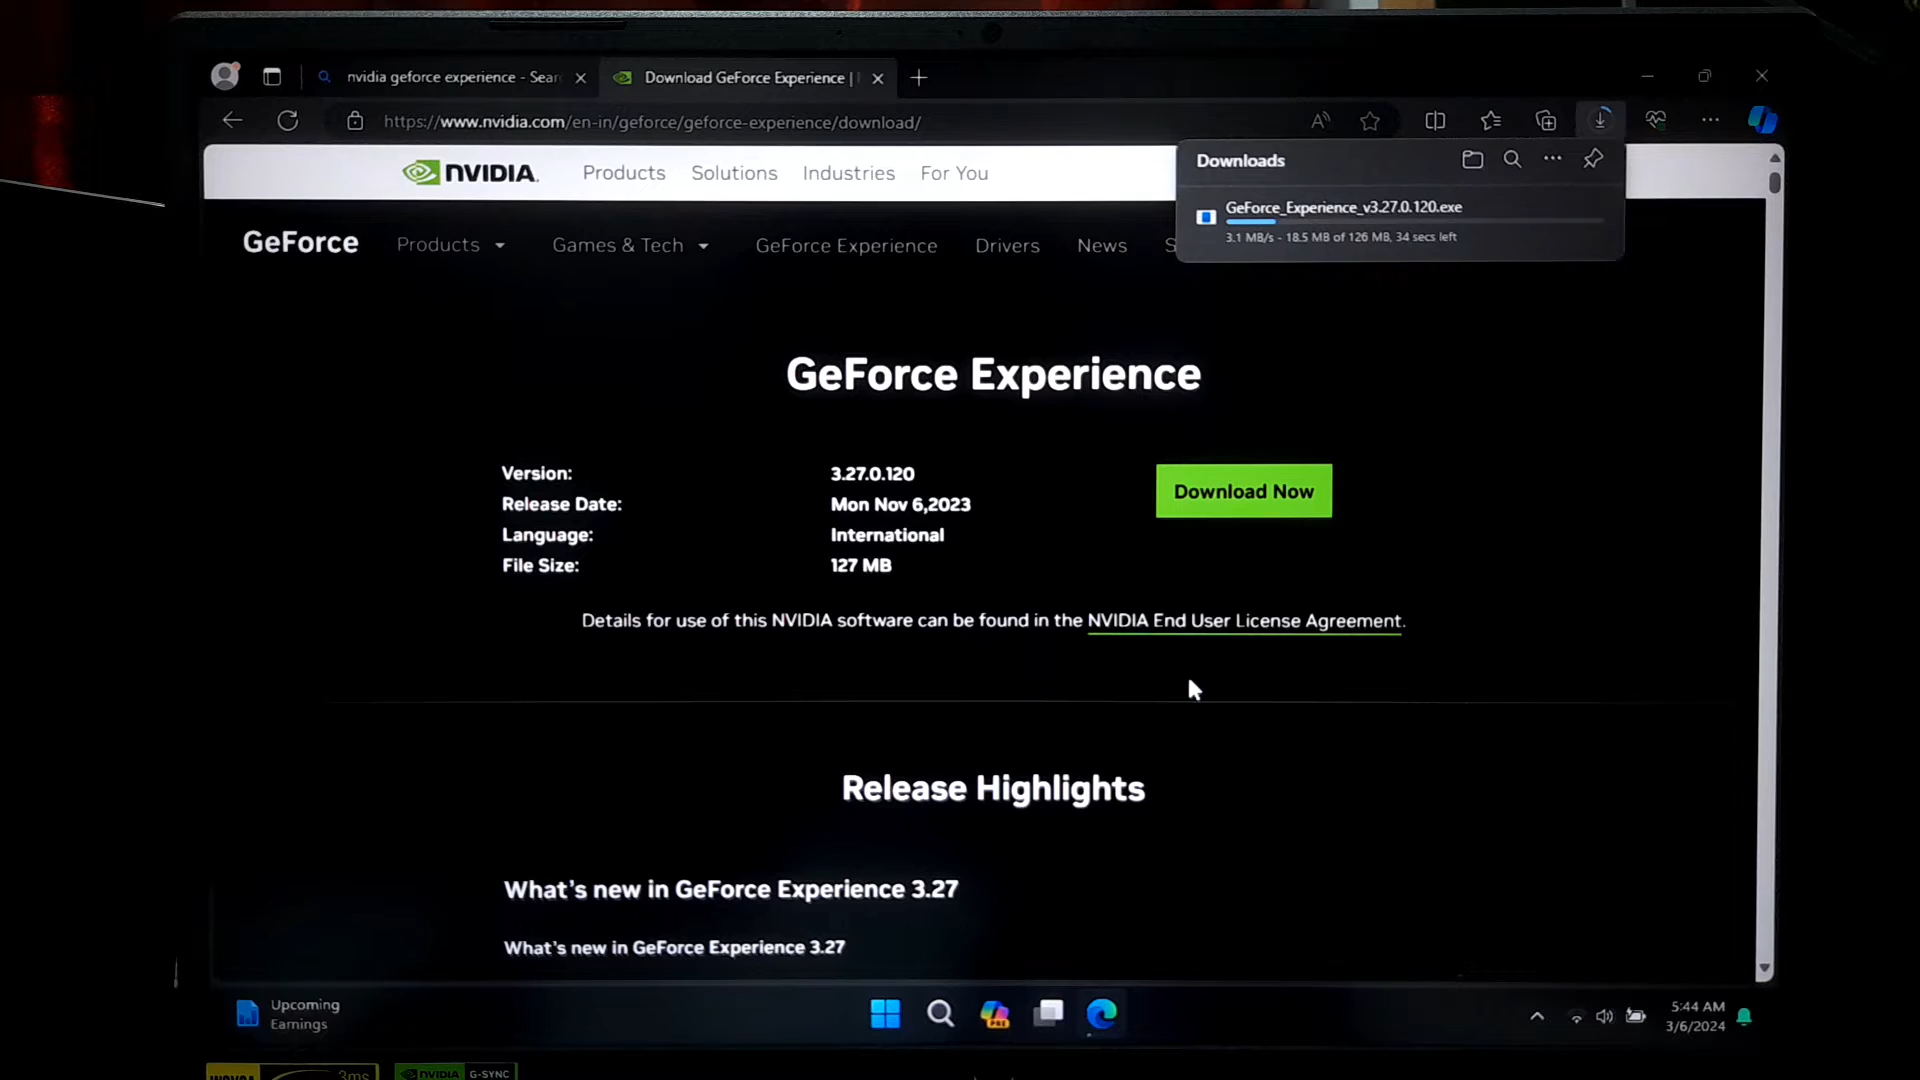 nvidia geforce experience - Sear
Download GeForce Experience |
https://www.nvidia.com/en-in/geforce/geforce-experience/download/
NVIDIA. Products Solutions Industries For You
Downloads
GeForce_Experience_v3.27.0.120.exe
3.1 MB/s - 18.5 MB of 126 MB, 34 secs left
GeForce Products Games & Tech GeForce Experience Drivers News S
GeForce Experience
Version: 3.27.0.120
Release Date: Mon Nov 6,2023
Language: International
File Size: 127 MB
Download Now
Details for use of this NVIDIA software can be found in the NVIDIA End User License Agreement.
Release Highlights
What's new in GeForce Experience 3.27
What's new in GeForce Experience 3.27
Upcoming
Earnings
PRE
5:44 AM
3/6/2024
3ms
NVIDIA G-SYNC